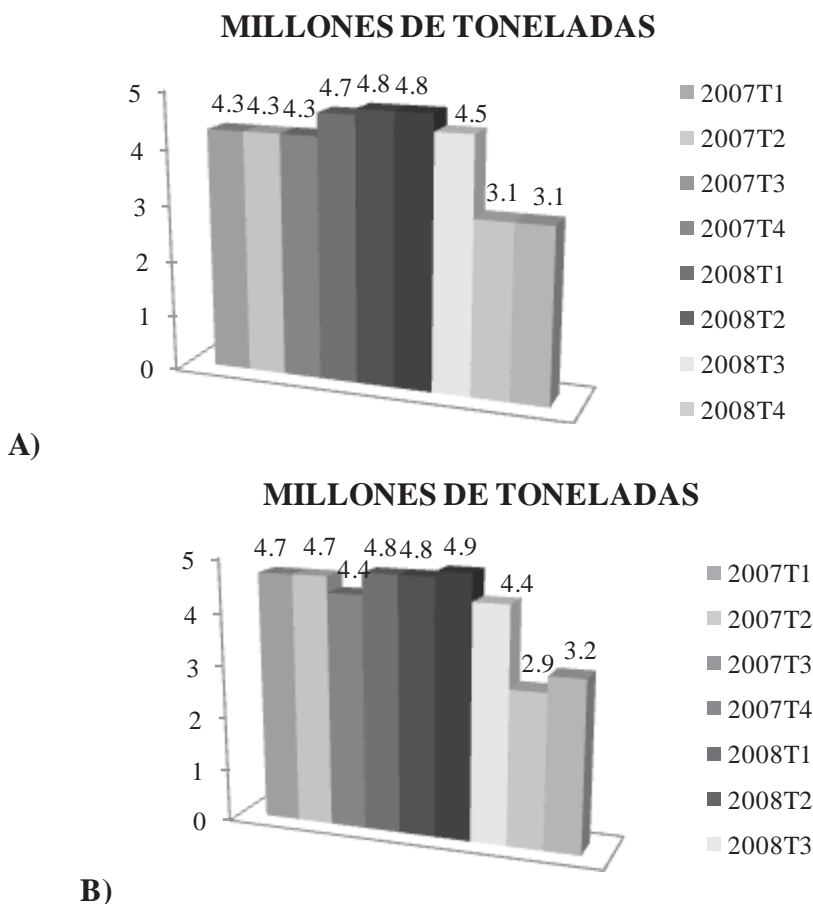 MILLONES DE TONELADAS
5
4
3
2
1
0
4.3 4.3 4.3 4.7 4.8 4.8 4.5 3.1 3.1
2007T1
2007T2
2007T3
2007T4
2008T1
2008T2
2008T3
2008T4
A)
MILLONES DE TONELADAS
5
4
3
2
1
0
4.7 4.7 4.4 4.8 4.8 4.9 4.4 2.9 3.2
2007T1
2007T2
2007T3
2007T4
2008T1
2008T2
2008T3
B)